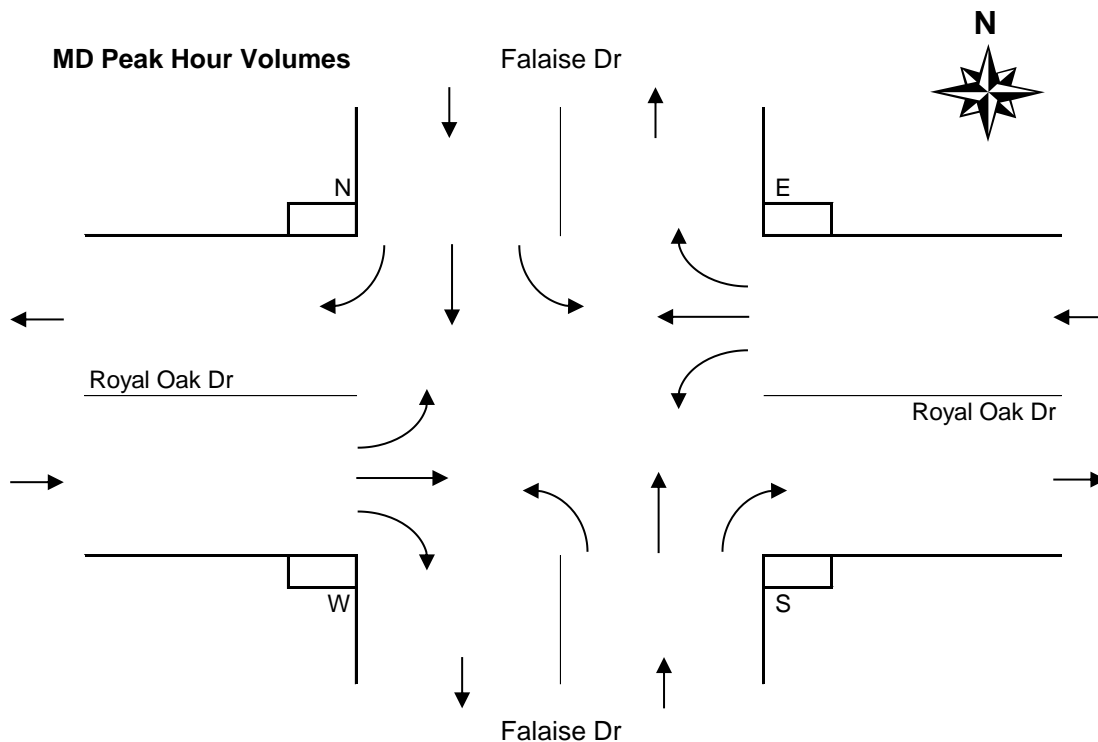 N
MD Peak Hour Volumes
Falaise Dr
N
E
Royal Oak Dr
Royal Oak Dr
W
S
Falaise Dr